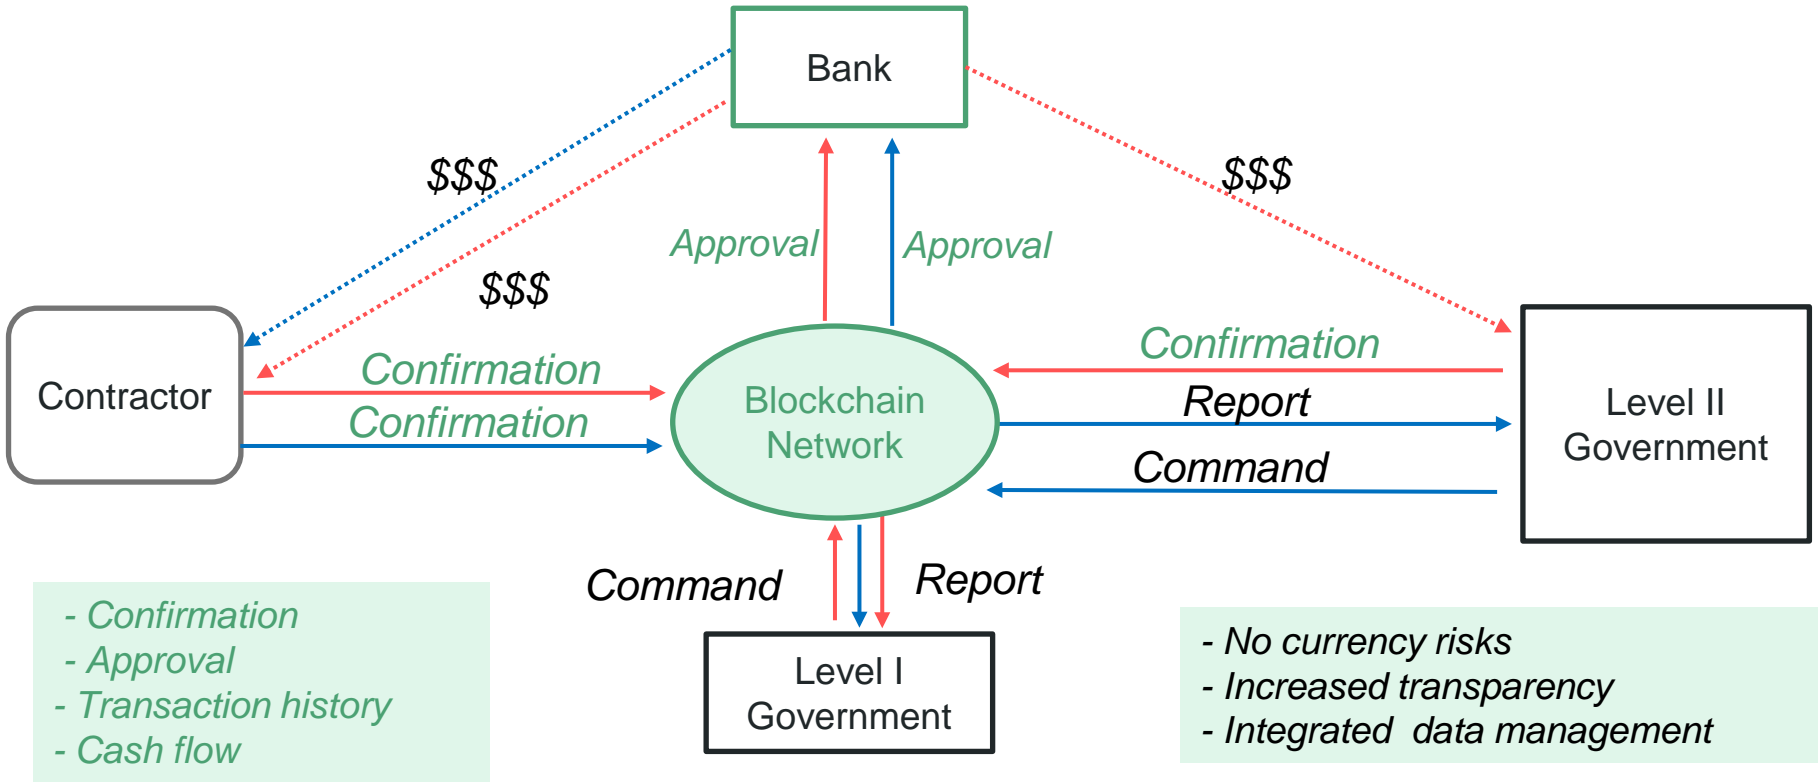 Bank
$$$
$$$
Approval
Approval
$$$
Contractor
Confirmation
Confirmation
Blockchain
Network
Confirmation
Report
Command
Level II
Government
Command
Report
Level I
Government
- Confirmation
- Approval
- Transaction history
- Cash flow
- No currency risks
- Increased transparency
- Integrated  data management